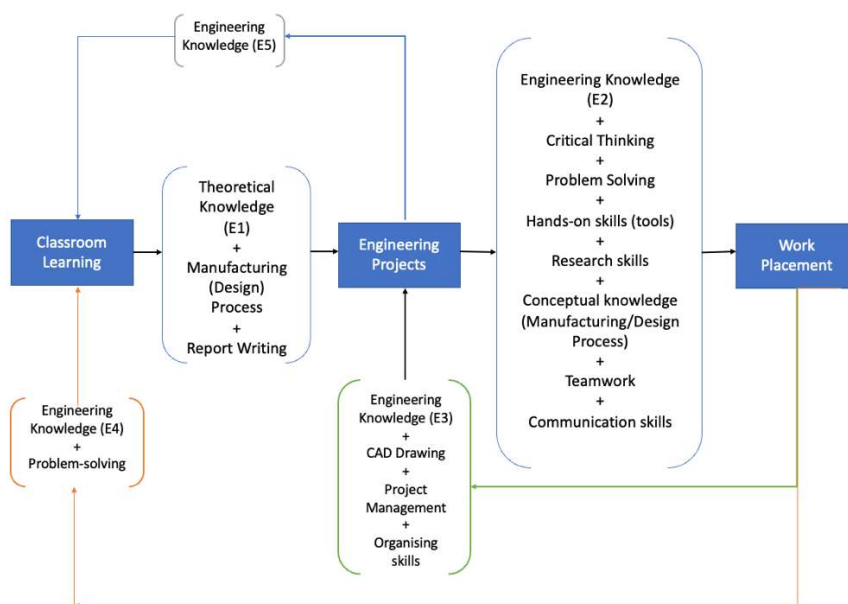 Engineering
Knowledge (E5)
Classroom
Learning
Theoretical
Knowledge
(E1)
+
Manufacturing
(Design)
Process
+
Report Writing
Engineering
Projects
Engineering Knowledge
(E2)
+
Critical Thinking
+
Problem Solving
+
Hands-on skills (tools)
+
Research skills
+
Conceptual knowledge
(Manufacturing/Design
Process)
+
Teamwork
+
Communication skills
Work
Placement
Engineering
Knowledge (E4)
+
Problem-solving
Engineering
Knowledge (E3)
+
CAD Drawing
+
Project
Management
+
Organising
skills